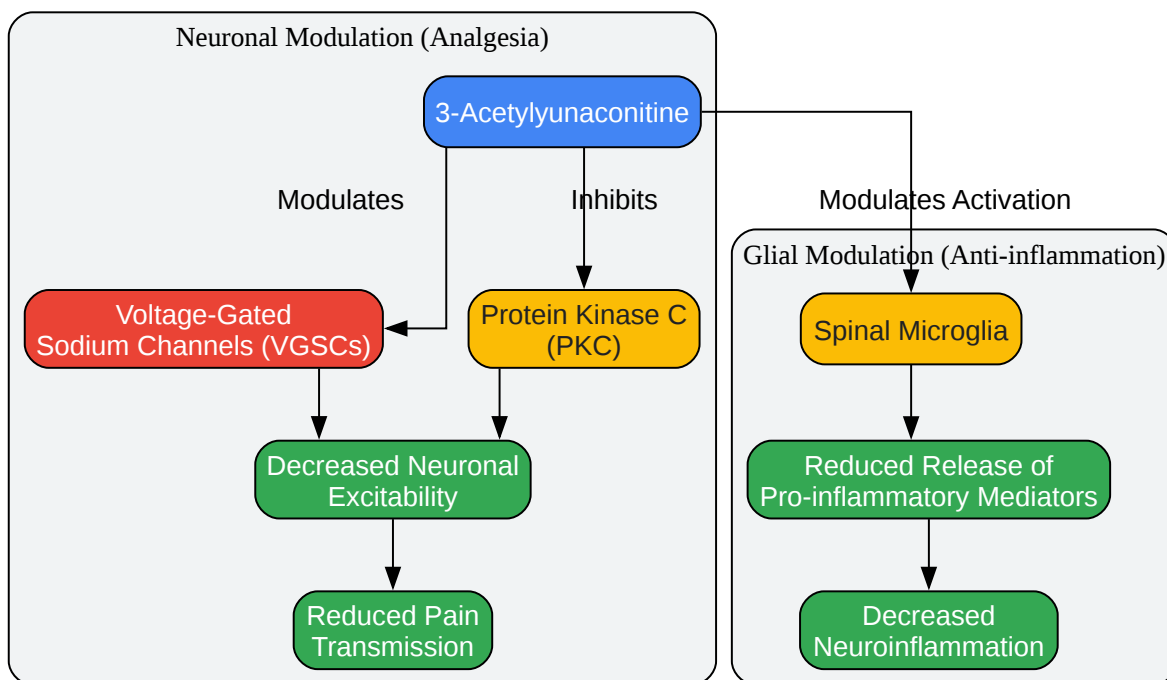 Neuronal Modulation (Analgesia)
3-Acetylyunaconitine
Modulates
Inhibits
Modulates Activation
Glial Modulation (Anti-inflammation)
Voltage-Gated
Sodium Channels (VGSCs)
Protein Kinase C
(PKC)
Spinal Microglia
Decreased Neuronal
Excitability
Reduced Release of
Pro-inflammatory Mediators
Reduced Pain
Transmission
Decreased
Neuroinflammation